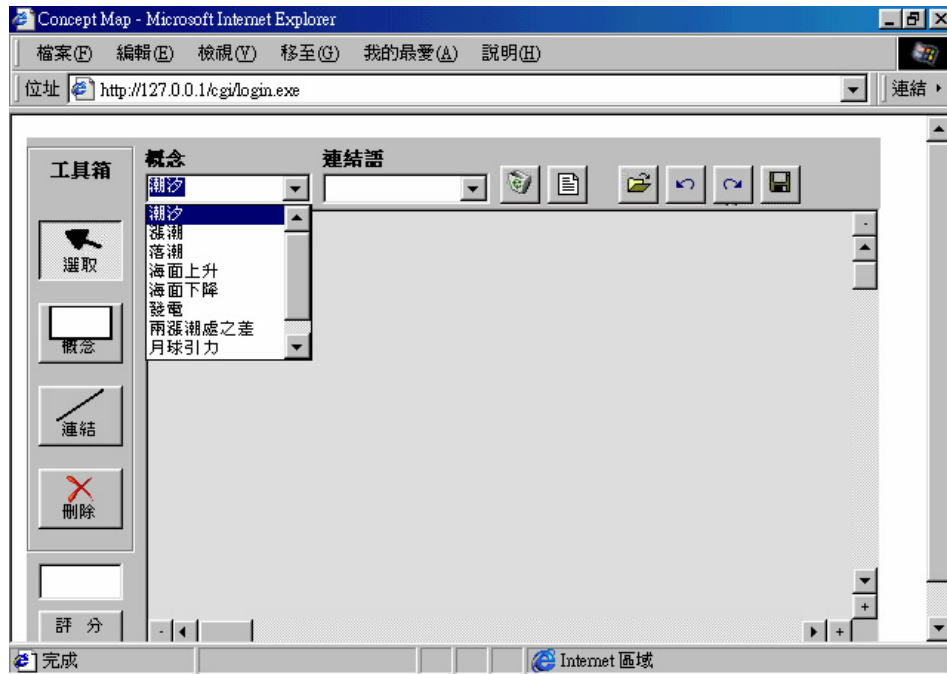 Concept Map - Microsoft Internet Explorer
檔案(F) 編輯(E) 檢視(V) 移至(G) 我的最愛(A) 說明(H)
位址 http://127.0.0.1/cgi/login.exe 連結
工具箱 概念 連結語
潮汐
潮汐
漲潮
落潮
海面上升
海面下降
發電
兩漲潮處之差
月球引力
選取
概念
連結
刪除
評 分
完成 Internet 區域